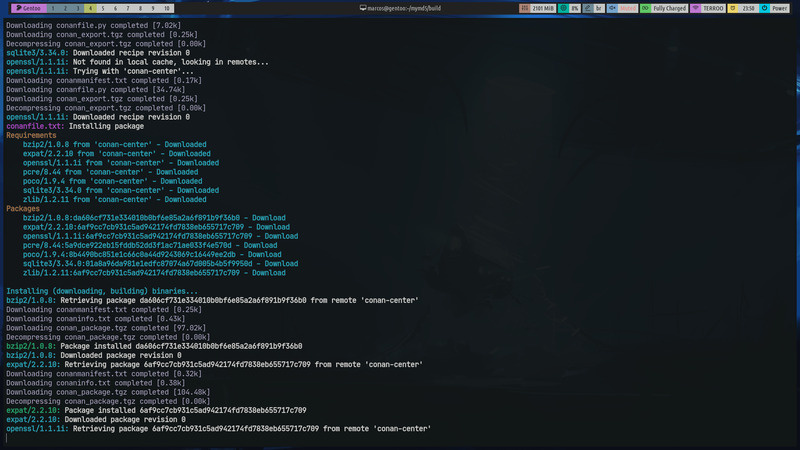 Gentoo 1 2 3 4 5 6 7 8 9 10 marcos@gentoo:~/mymd5/build 2101 MiB 8% br Muted Fully Charged TERROO 23:58 Power
Downloading conanfile.py completed [7.02k]
Downloading conan_export.tgz completed [0.25k]
Decompressing conan_export.tgz completed [0.00k]
sqlite3/3.34.0: Downloaded recipe revision 0
openssl/1.1.1i: Not found in local cache, looking in remotes...
openssl/1.1.1i: Trying with 'conan-center'...
Downloading conanmanifest.txt completed [0.17k]
Downloading conanfile.py completed [34.74k]
Downloading conan_export.tgz completed [0.25k]
Decompressing conan_export.tgz completed [0.00k]
openssl/1.1.1i: Downloaded recipe revision 0
conanfile.txt: Installing package
Requirements
bzip2/1.0.8 from 'conan-center' - Downloaded
expat/2.2.10 from 'conan-center' - Downloaded
openssl/1.1.1i from 'conan-center' - Downloaded
pcre/8.44 from 'conan-center' - Downloaded
poco/1.9.4 from 'conan-center' - Downloaded
sqlite3/3.34.0 from 'conan-center' - Downloaded
zlib/1.2.11 from 'conan-center' - Downloaded
Packages
bzip2/1.0.8:da606cf731e334010b0bf6e85a2a6f891b9f36b0 - Download
expat/2.2.10:6af9cc7cb931c5ad942174fd7838eb655717c709 - Download
openssl/1.1.1i:6af9cc7cb931c5ad942174fd7838eb655717c709 - Download
pcre/8.44:5a9dce922eb15fddb52dd3f1ac71ae033f4e570d - Download
poco/1.9.4:8b4490bc851e1c66c0a44d9243069c16449ee2db - Download
sqlite3/3.34.0:01a8a96da981e1edfc87074a67d005b4b5f9950d - Download
zlib/1.2.11:6af9cc7cb931c5ad942174fd7838eb655717c709 - Download
Installing (downloading, building) binaries...
bzip2/1.0.8: Retrieving package da606cf731e334010b0bf6e85a2a6f891b9f36b0 from remote 'conan-center'
Downloading conanmanifest.txt completed [0.25k]
Downloading conaninfo.txt completed [0.43k]
Downloading conan_package.tgz completed [97.02k]
Decompressing conan_package.tgz completed [0.00k]
bzip2/1.0.8: Package installed da606cf731e334010b0bf6e85a2a6f891b9f36b0
bzip2/1.0.8: Downloaded package revision 0
expat/2.2.10: Retrieving package 6af9cc7cb931c5ad942174fd7838eb655717c709 from remote 'conan-center'
Downloading conanmanifest.txt completed [0.32k]
Downloading conaninfo.txt completed [0.38k]
Downloading conan_package.tgz completed [104.48k]
Decompressing conan_package.tgz completed [0.00k]
expat/2.2.10: Package installed 6af9cc7cb931c5ad942174fd7838eb655717c709
expat/2.2.10: Downloaded package revision 0
openssl/1.1.1i: Retrieving package 6af9cc7cb931c5ad942174fd7838eb655717c709 from remote 'conan-center'